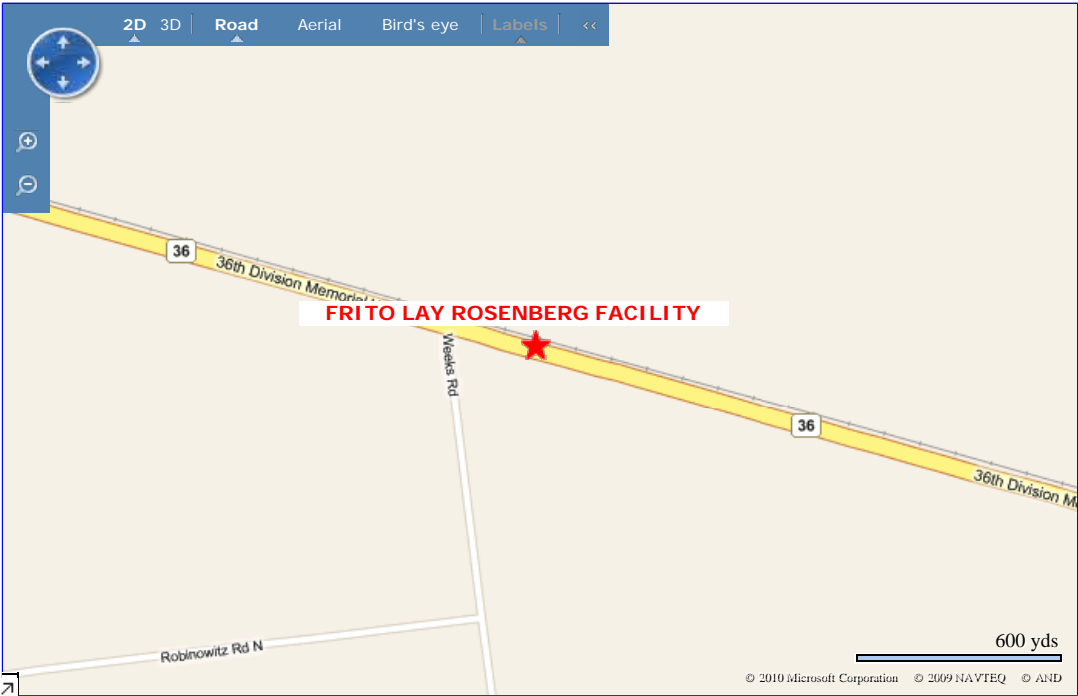 2D 3D Road Aerial Bird's eye Labels <<
36
36th Division Memorial
FRITO LAY ROSENBERG FACILITY
Weeks Rd
36
36th Division M
Robinowitz Rd N
600 yds
© 2010 Microsoft Corporation © 2009 NAVTEQ © AND